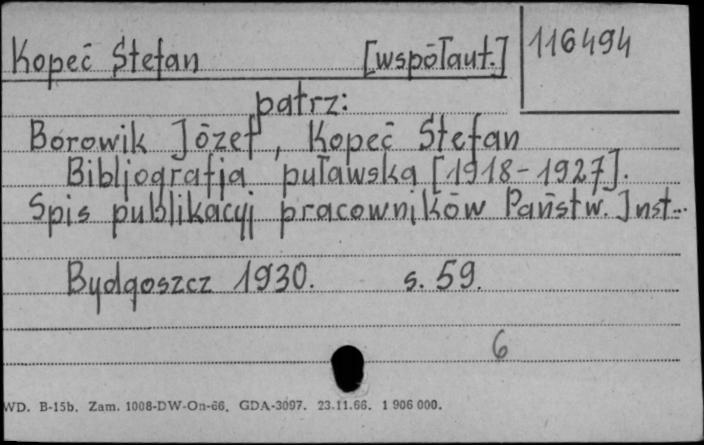 Kopeć Stefan [współaut.] 116494
patrz:
Borowik Józef, Kopeć Stefan
Bibljografja puławska [1918-1927].
Spis publikacyj pracowników Państw. Inst...
Bydgoszcz 1930. s. 59.
6
WD. B-15b. Zam. 1008-DW-On-66. GDA-3097. 23.11.66. 1 906 000.